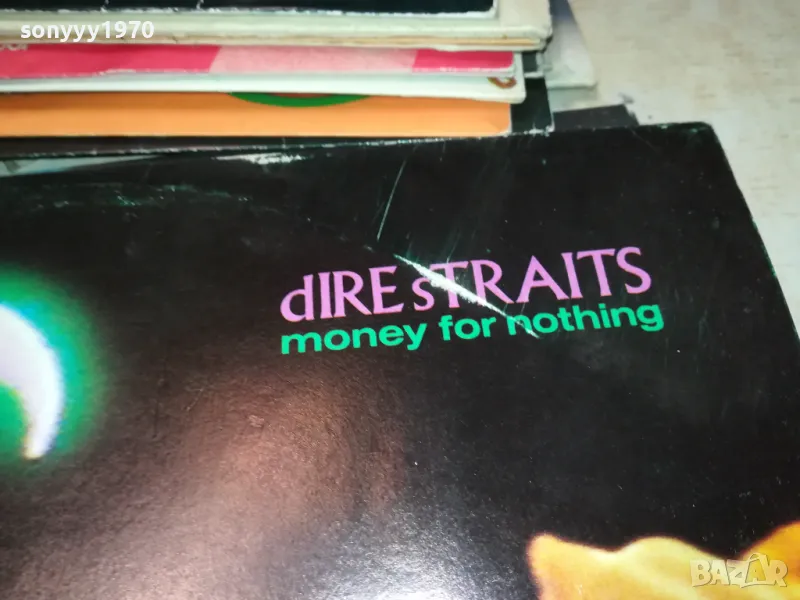 sonyyy1970
dIRE sTRAITS
money for nothing
BAZAR